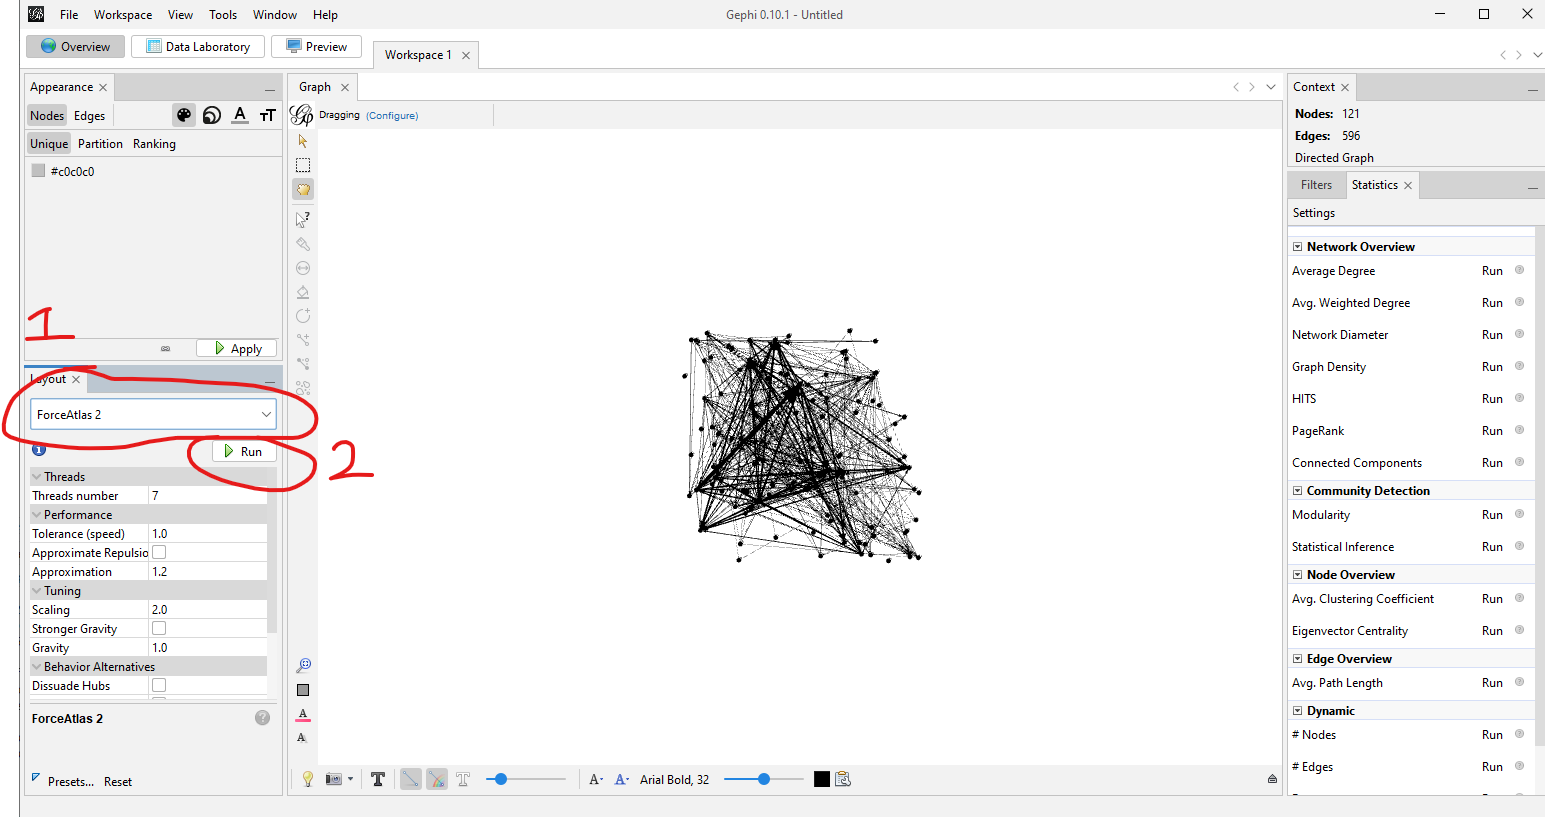 File Workspace View Tools Window Help
Gephi 0.10.1 - Untitled
Overview Data Laboratory Preview
Workspace 1
Appearance
Nodes Edges
Unique Partition Ranking
#c0c0c0
1
Apply
Layout
ForceAtlas 2
Run
2
Threads
Threads number 7
Performance
Tolerance (speed) 1.0
Approximate Repulsio
Approximation 1.2
Tuning
Scaling 2.0
Stronger Gravity
Gravity 1.0
Behavior Alternatives
Dissuade Hubs
ForceAtlas 2
Presets... Reset
Graph
Dragging (Configure)
Arial Bold, 32
Context
Nodes: 121
Edges: 596
Directed Graph
Filters Statistics
Settings
Network Overview
Average Degree Run
Avg. Weighted Degree Run
Network Diameter Run
Graph Density Run
HITS Run
PageRank Run
Connected Components Run
Community Detection
Modularity Run
Statistical Inference Run
Node Overview
Avg. Clustering Coefficient Run
Eigenvector Centrality Run
Edge Overview
Avg. Path Length Run
Dynamic
# Nodes Run
# Edges Run